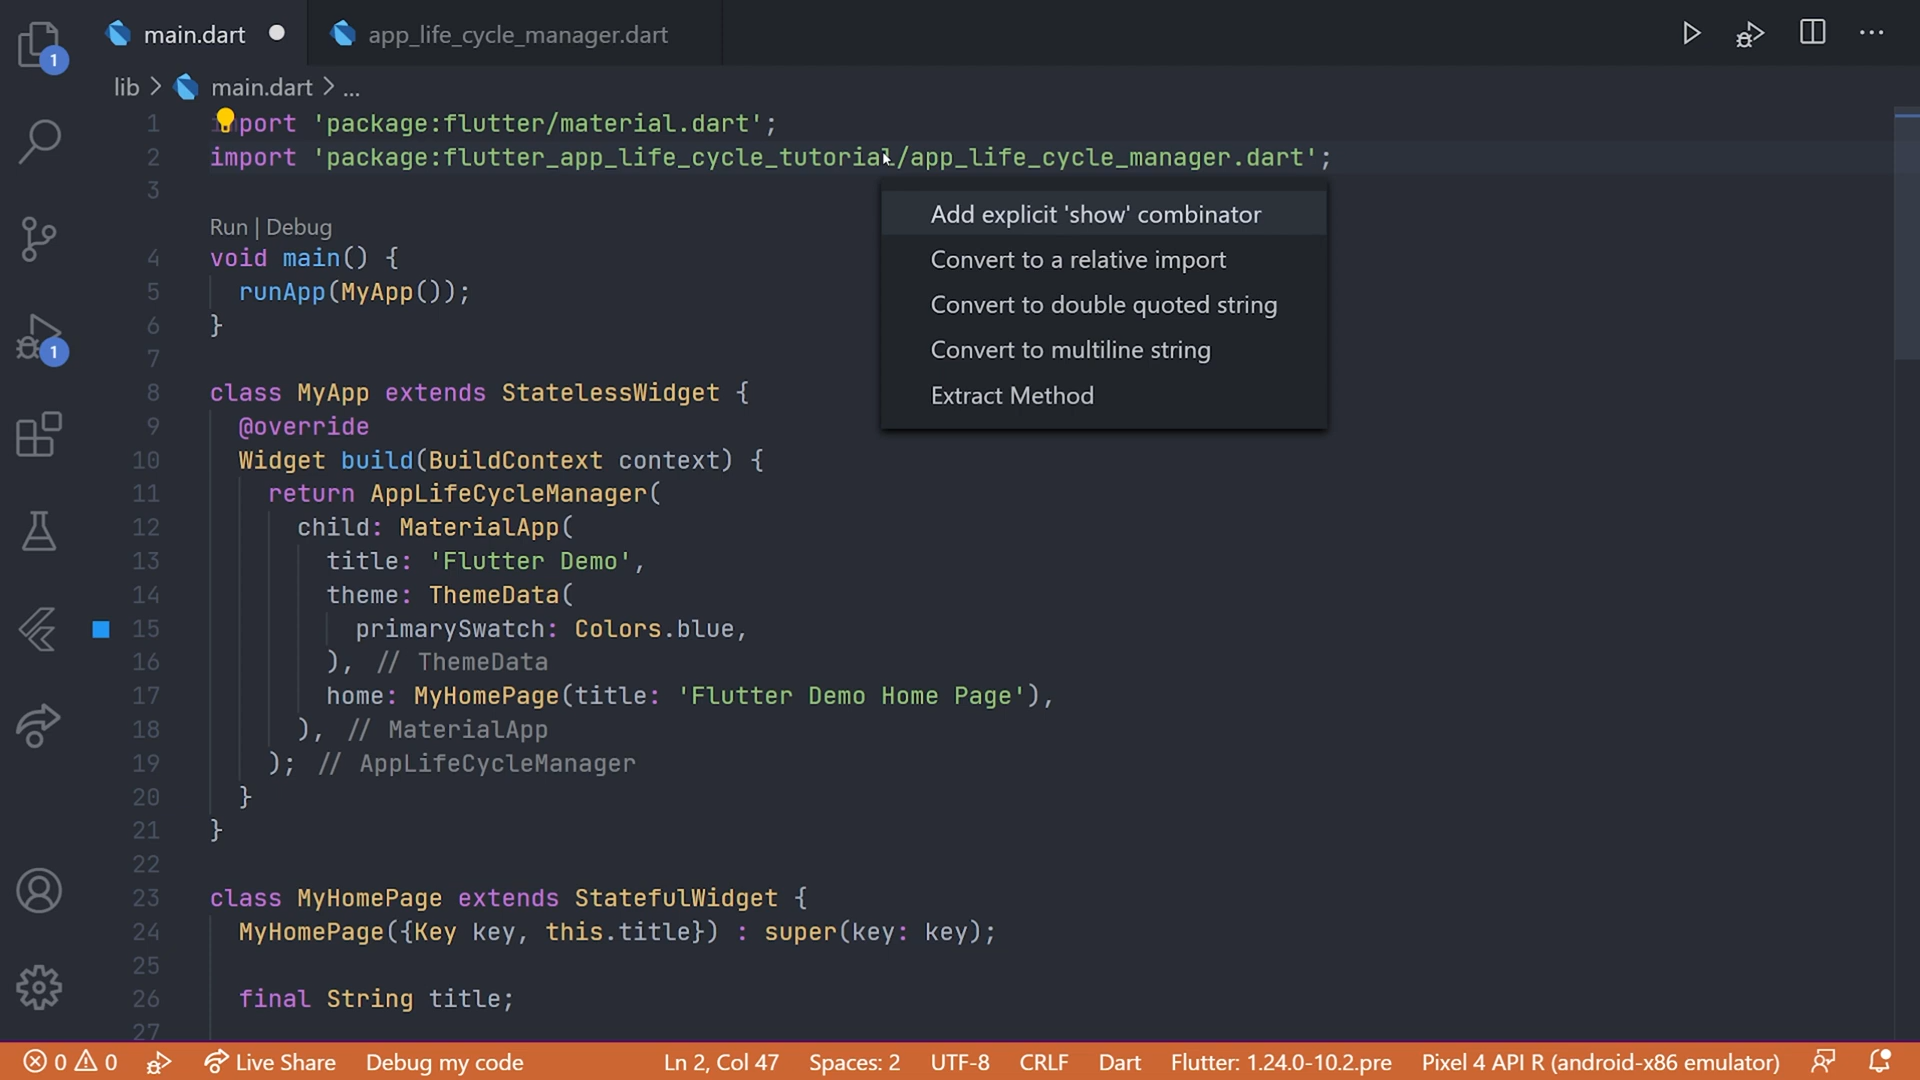 main.dart
app_life_cycle_manager.dart
1
lib > main.dart > ...
1 import 'package:flutter/material.dart';
2 import 'package:flutter_app_life_cycle_tutorial/app_life_cycle_manager.dart';
3
Run | Debug
4 void main() {
5 runApp(MyApp());
6 }
7
8 class MyApp extends StatelessWidget {
9 @override
10 Widget build(BuildContext context) {
11 return AppLifeCycleManager(
12 child: MaterialApp(
13 title: 'Flutter Demo',
14 theme: ThemeData(
15 primarySwatch: Colors.blue,
16 ), // ThemeData
17 home: MyHomePage(title: 'Flutter Demo Home Page'),
18 ), // MaterialApp
19 ); // AppLifeCycleManager
20 }
21 }
22
23 class MyHomePage extends StatefulWidget {
24 MyHomePage({Key key, this.title}) : super(key: key);
25
26 final String title;
27
Add explicit 'show' combinator
Convert to a relative import
Convert to double quoted string
Convert to multiline string
Extract Method
1
0 0 Live Share Debug my code Ln 2, Col 47 Spaces: 2 UTF-8 CRLF Dart Flutter: 1.24.0-10.2.pre Pixel 4 API R (android-x86 emulator)